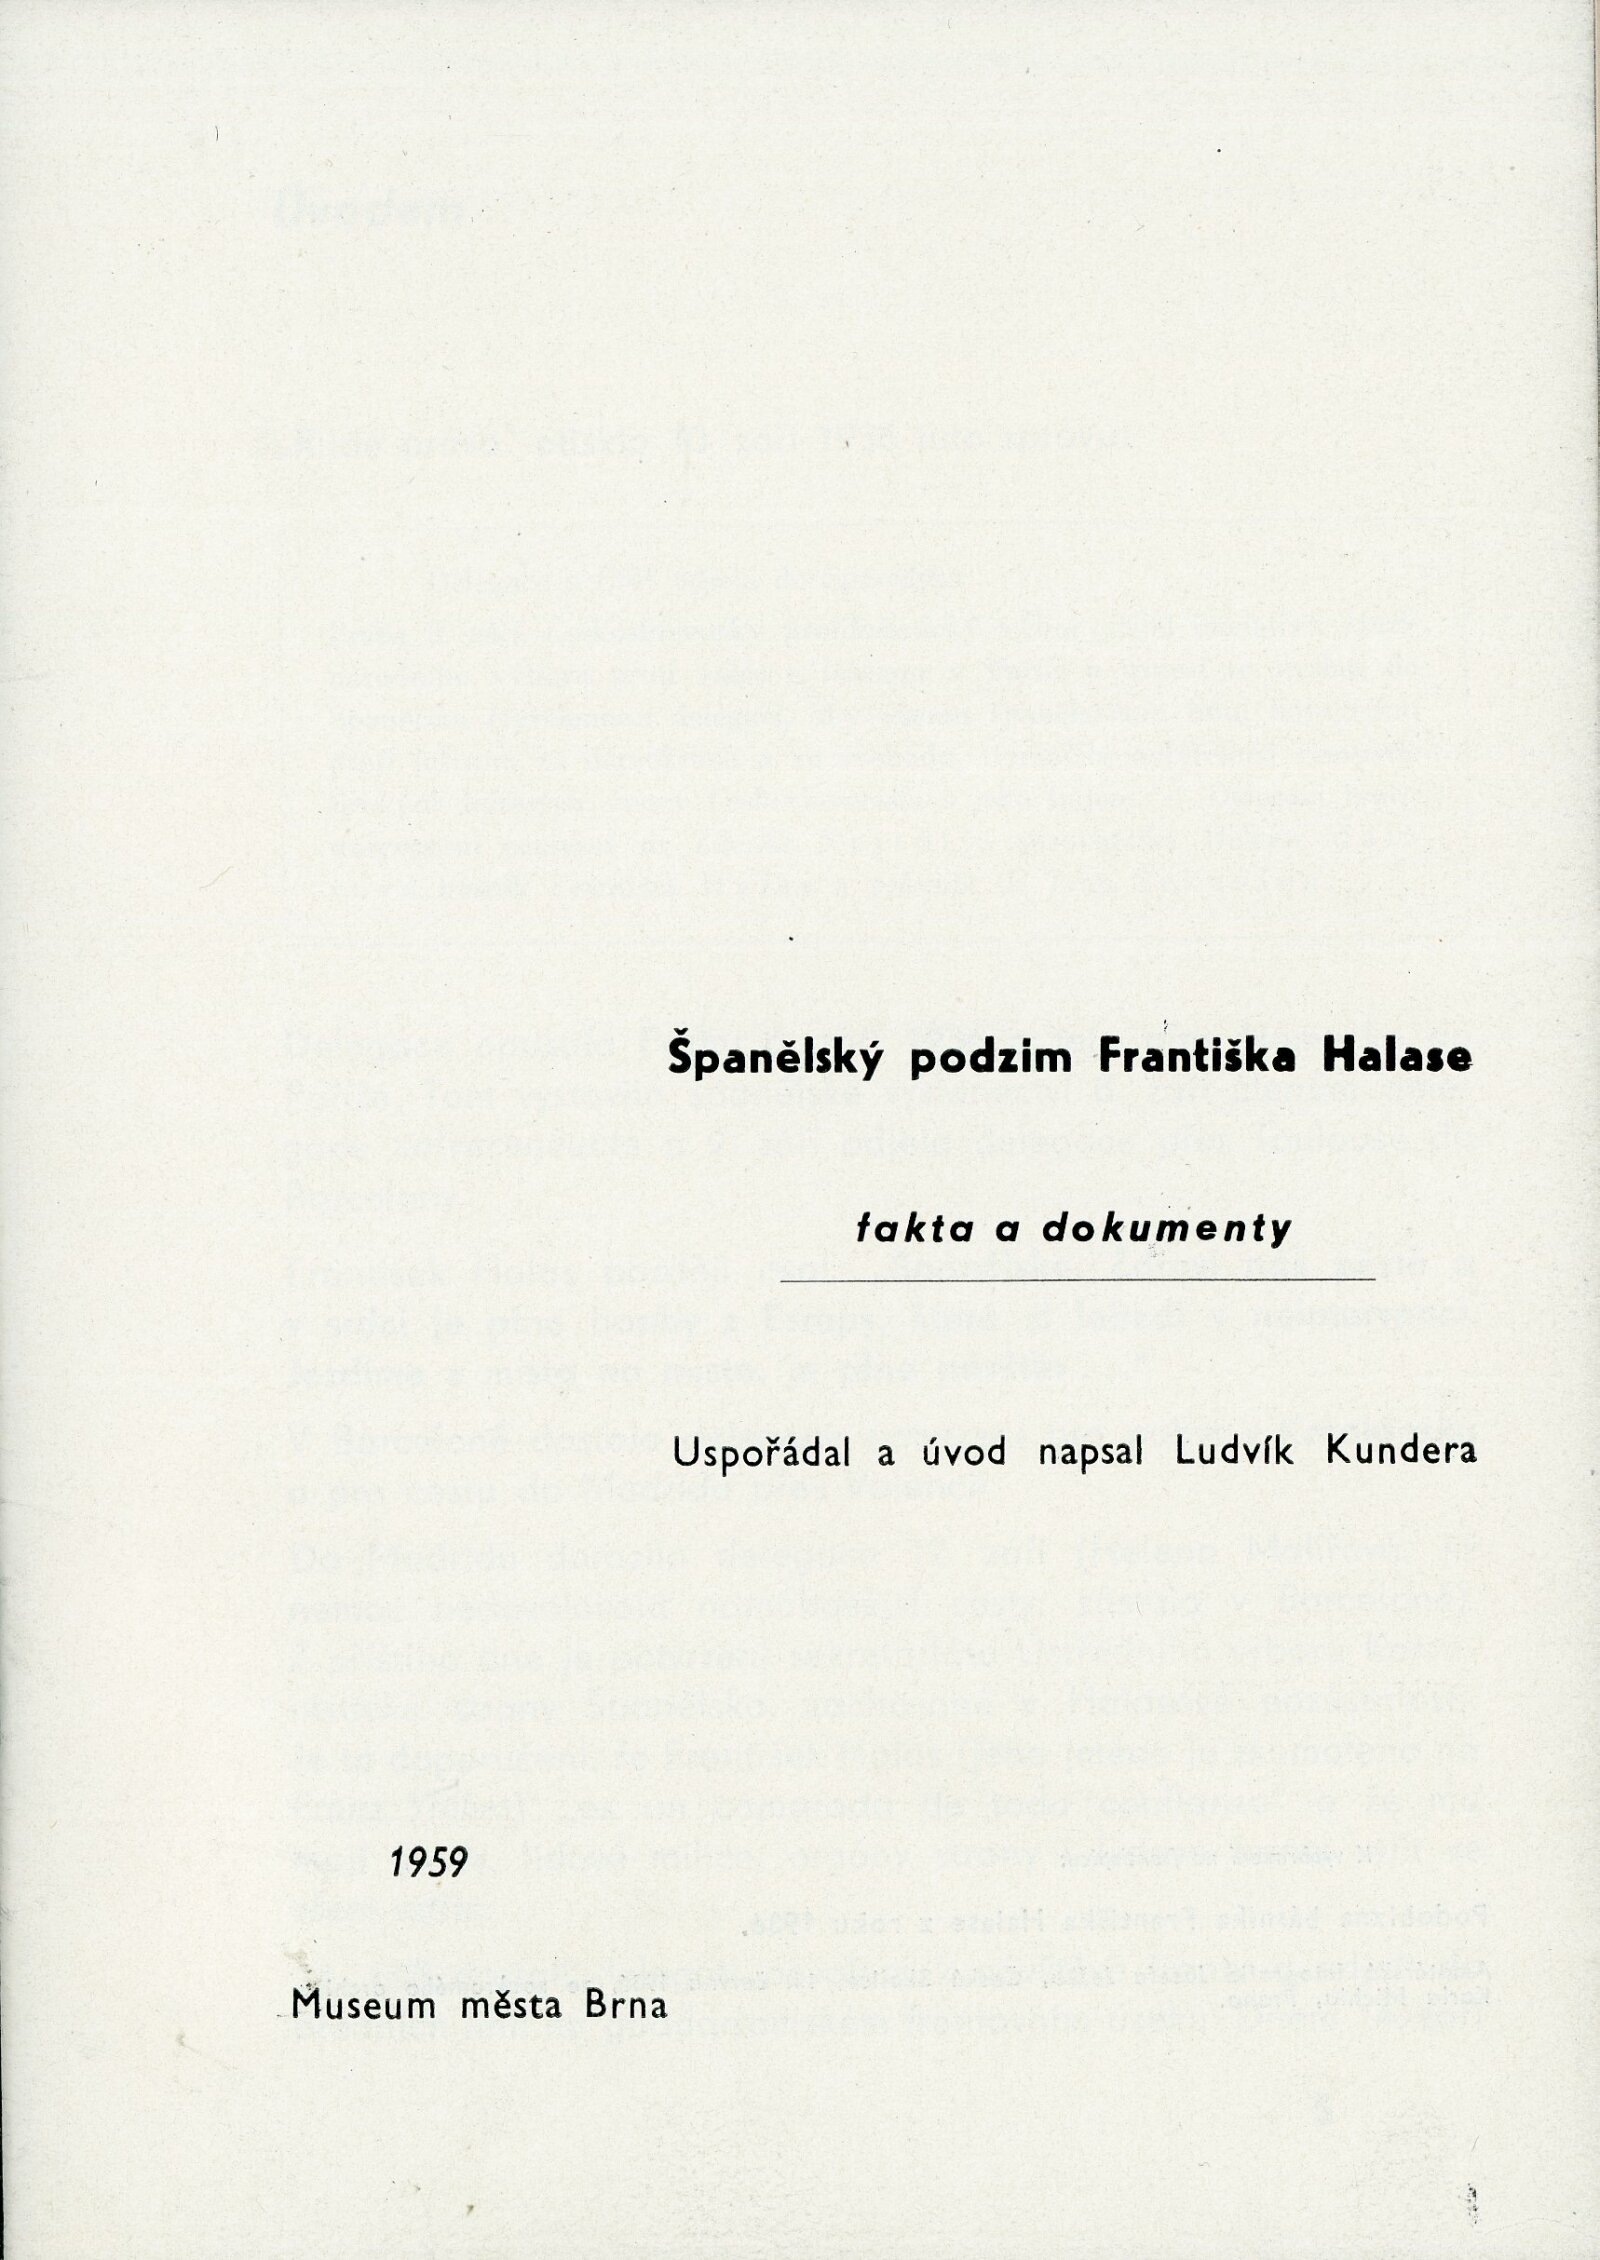 Španělský podzim Františka Halase
fakta a dokumenty
Uspořádal a úvod napsal Ludvík Kundera
1959
Museum města Brna